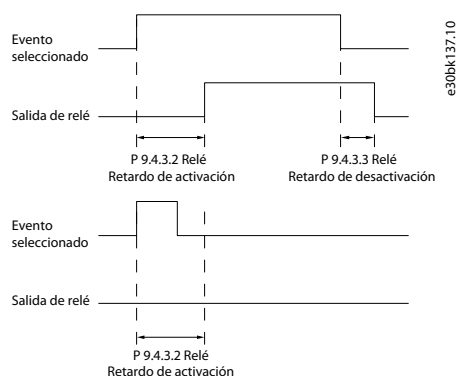 Evento
seleccionado
Salida de relé
P 9.4.3.2 Relé
Retardo de activación
P 9.4.3.3 Relé
Retardo de desactivación
e30bk137.10
Evento
seleccionado
Salida de relé
P 9.4.3.2 Relé
Retardo de activación